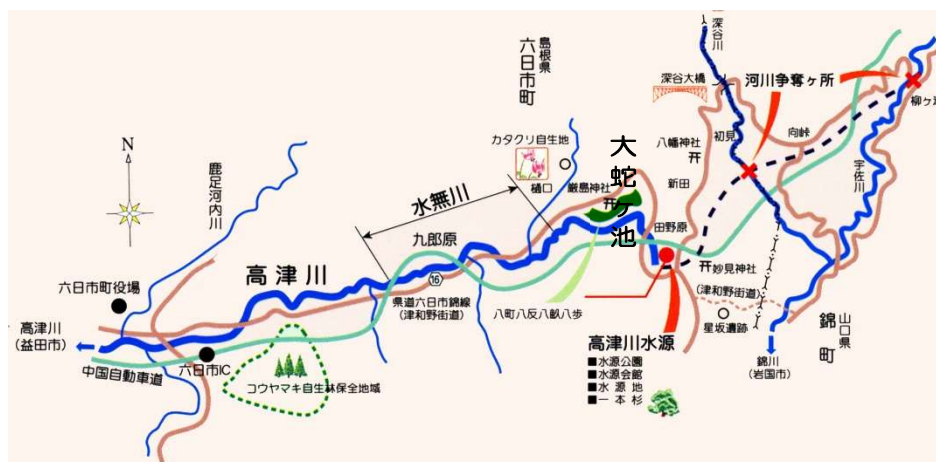 深谷川
深谷大橋
河川争奪ヶ所
柳ヶ
初見
向峠
八幡神社
新田
宇佐川
島根県
六日市町
カタクリ自生地
樋口
厳島神社
大蛇ヶ池
田野原
妙見神社
(津和野街道)
星坂遺跡
山口県
錦町
錦川
(岩国市)
N
鹿足河内川
水無川
九郎原
16
高津川
県道六日市錦線
(津和野街道)
八町八反八畝八歩
高津川水源
■水源公園
■水源会館
■水源地
■一本杉
六日市町役場
高津川
(益田市)
中国自動車道
六日市IC
コウヤマキ自生林保全地域